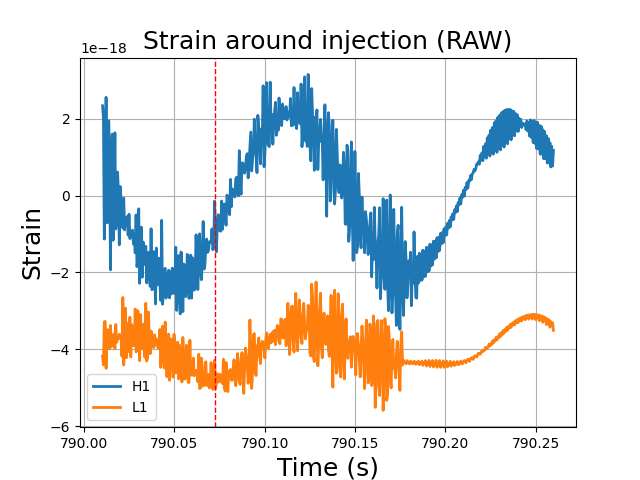 Strain around injection (RAW)
1e−18
2
0
−2
−4
−6
Strain
H1
L1
790.00 790.05 790.10 790.15 790.20 790.25
Time (s)